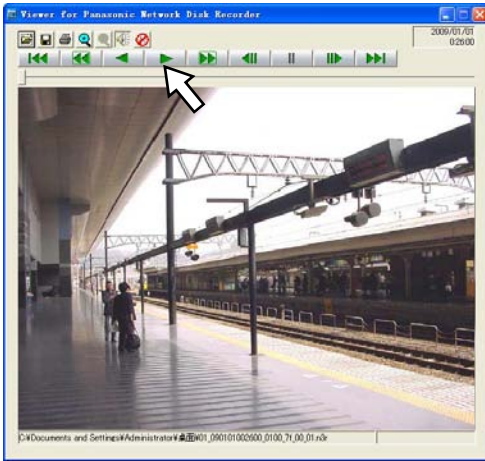 Viewer for Panasonic Network Disk Recorder
2009/01/01
0:26:00
C:¥Documents and Settings¥Administrator¥桌面¥01_090101002600_0100_7f_00_01.n3r